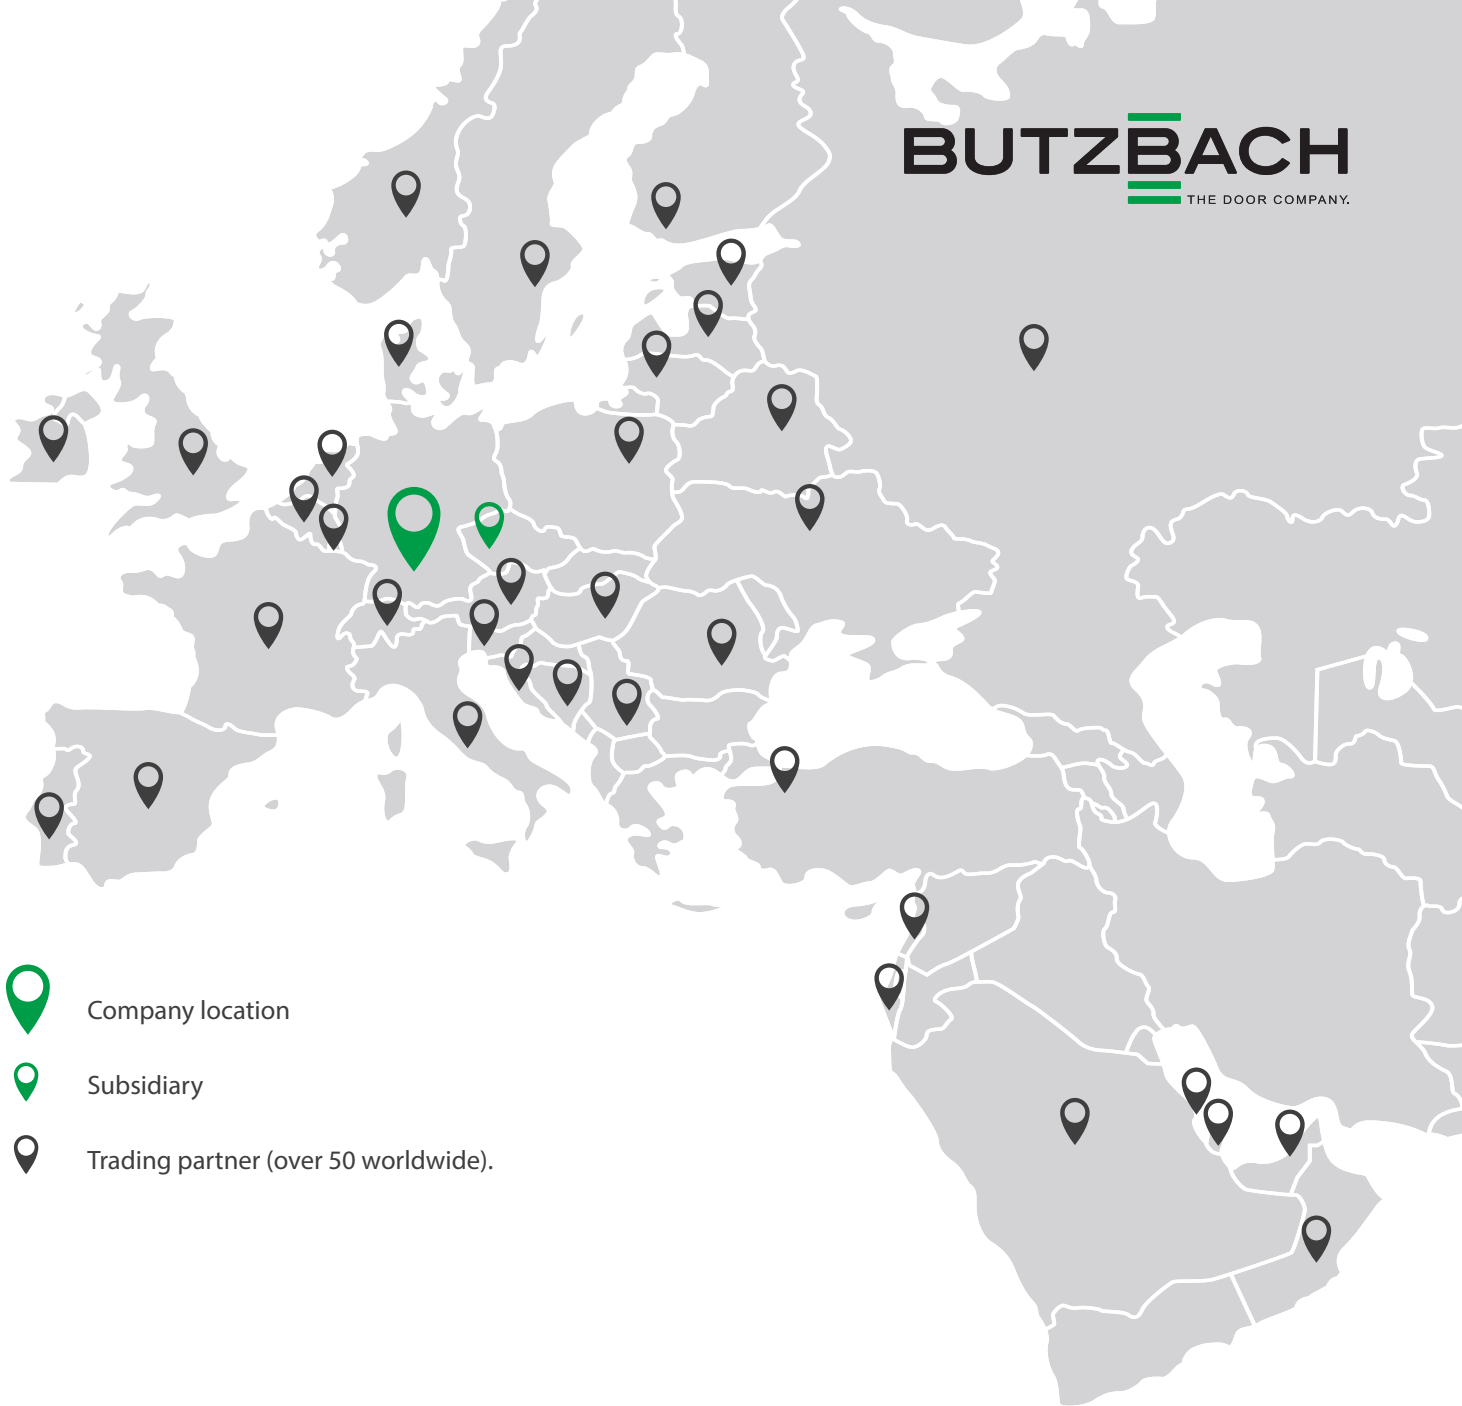 BUTZBACH
THE DOOR COMPANY.
Company location
Subsidiary
Trading partner (over 50 worldwide).